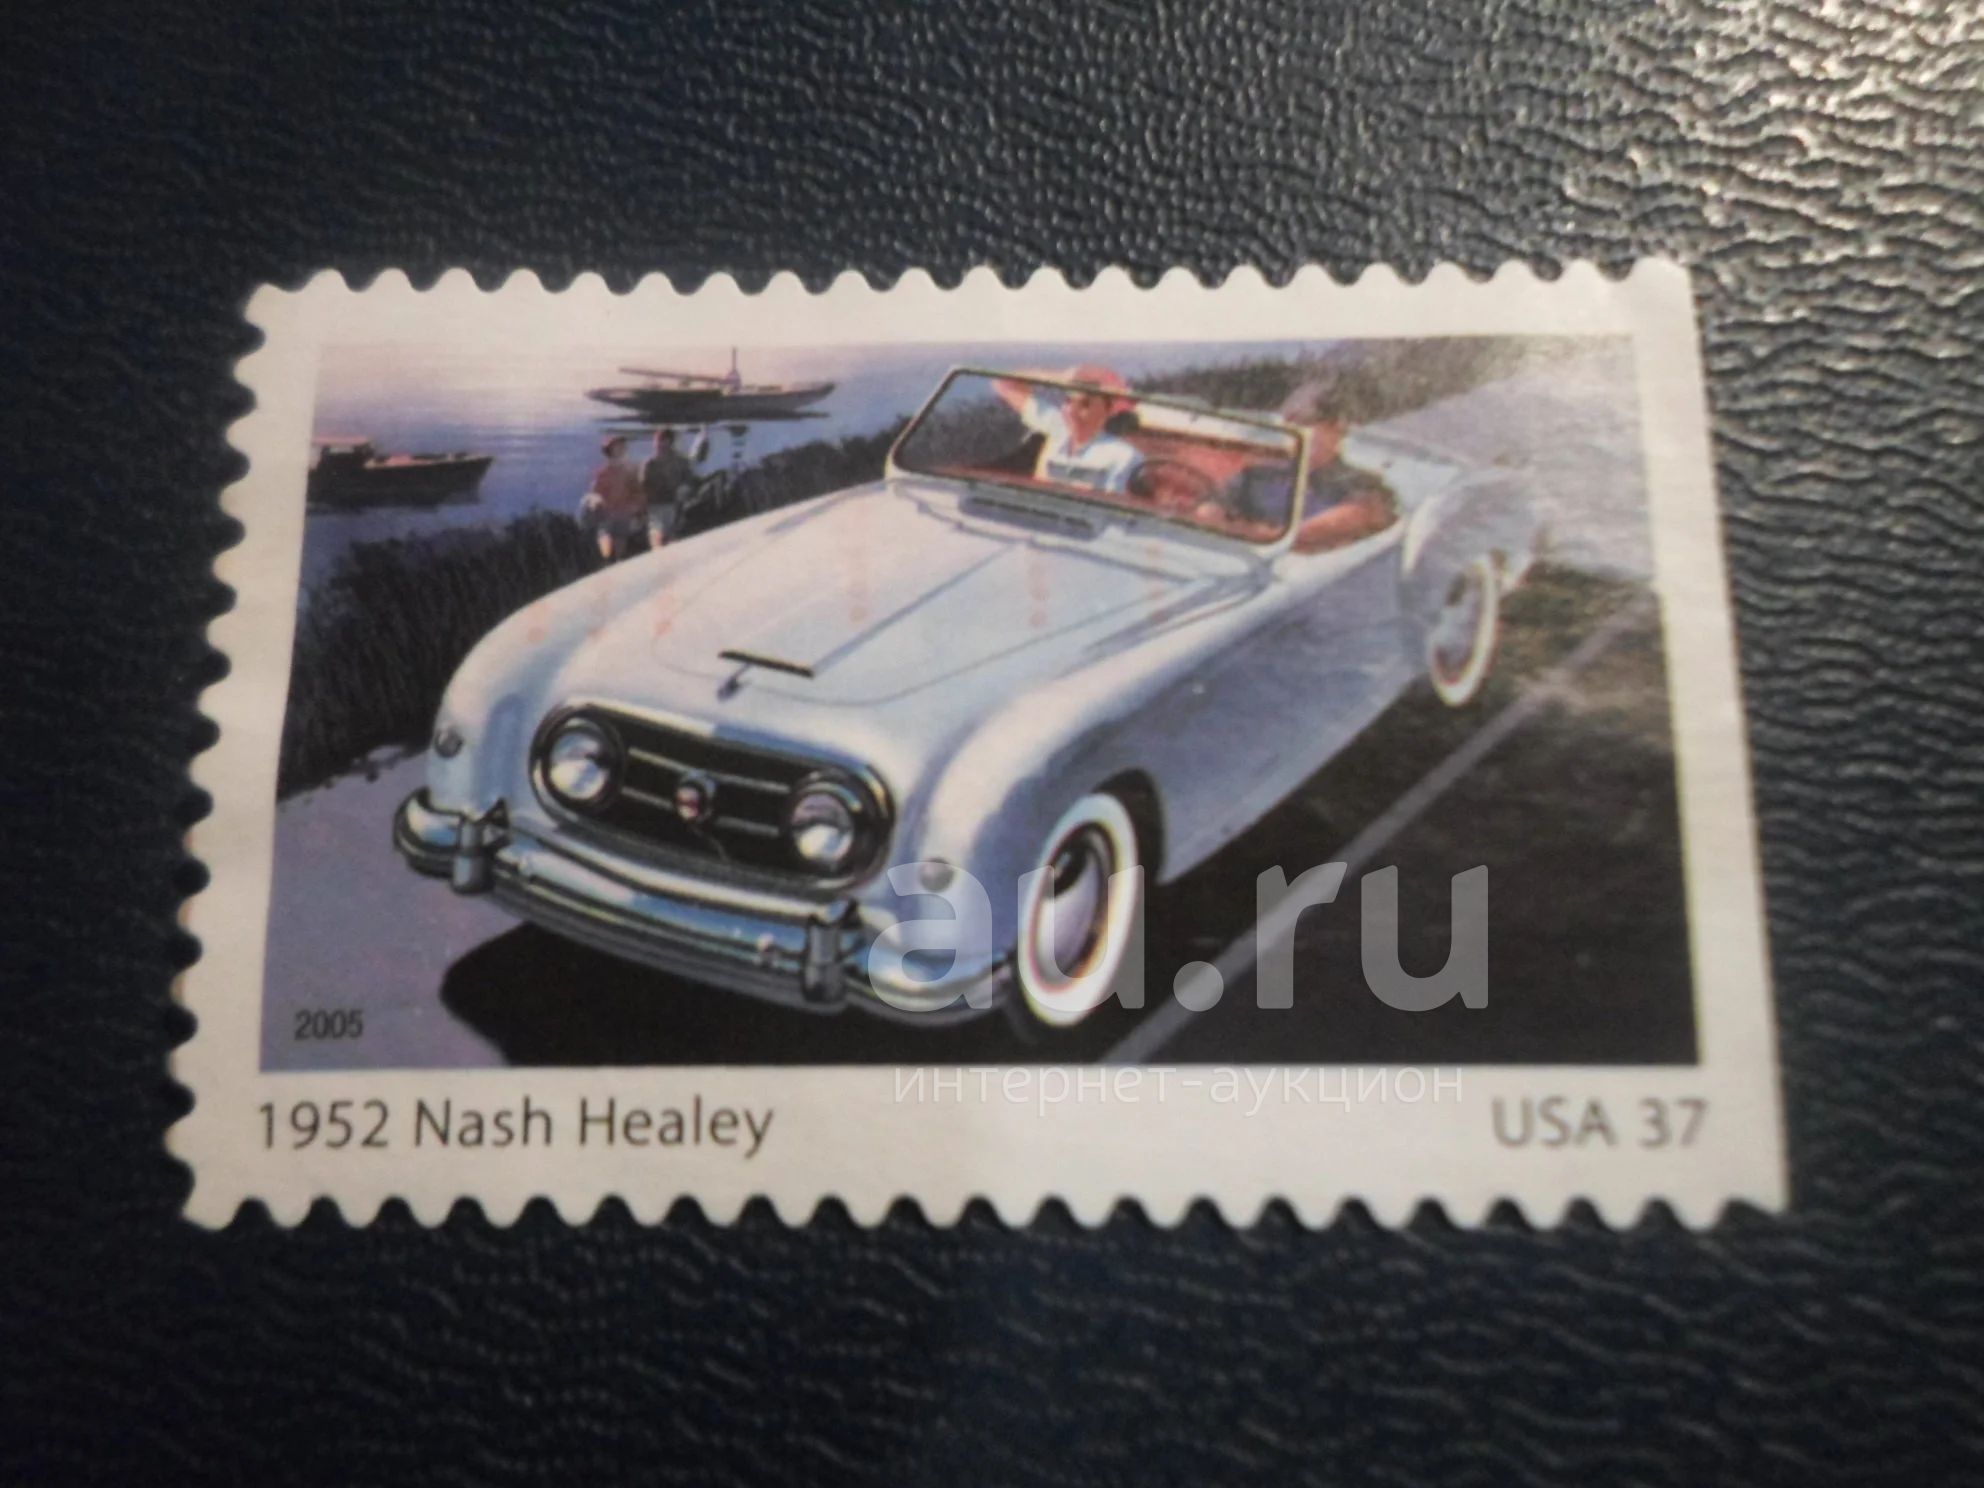 2005
au.ru
интернет-аукцион
1952 Nash Healey
USA 37